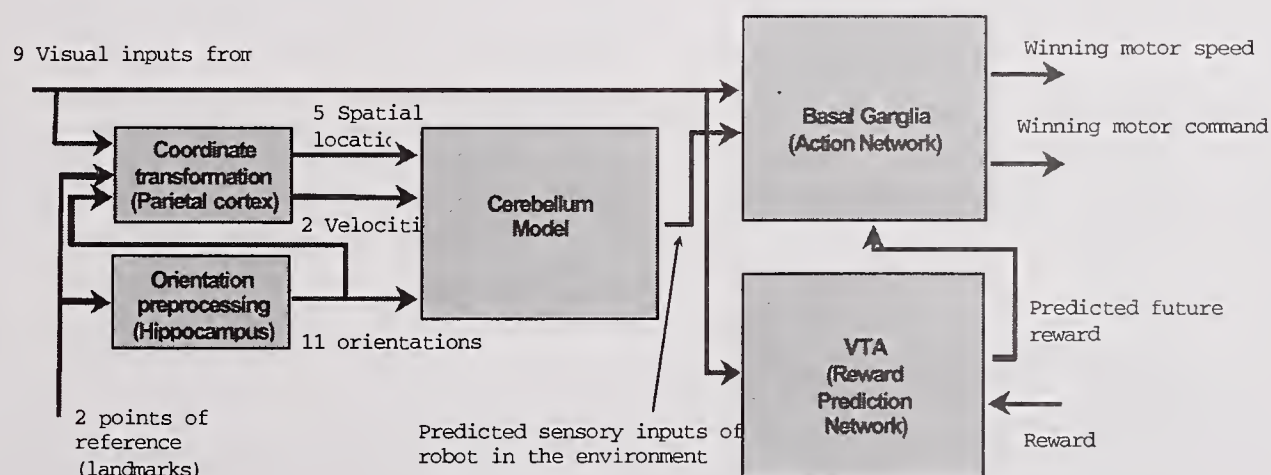 9 Visual inputs from
5 Spatial
Coordinate
transformation
(Parietal cortex)
2
Cerebellum
Model
Orientation
preprocessing
(Hippocampus)
11 orientations
2 points of
reference
(landmarks)
Predicted sensory inputs of
robot in the environment
Basal Ganglia
(Action Network)
Winning motor speed
Winning motor command
VTA
(Reward
Prediction
Network)
Predicted future
reward
Reward